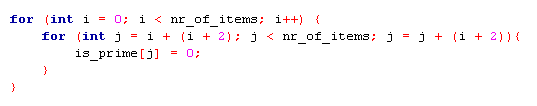 for (int i = 0; i < nr_of_items; i++) {
    for (int j = i + (i + 2); j < nr_of_items; j = j + (i + 2)){
        is_prime[j] = 0;
    }
}